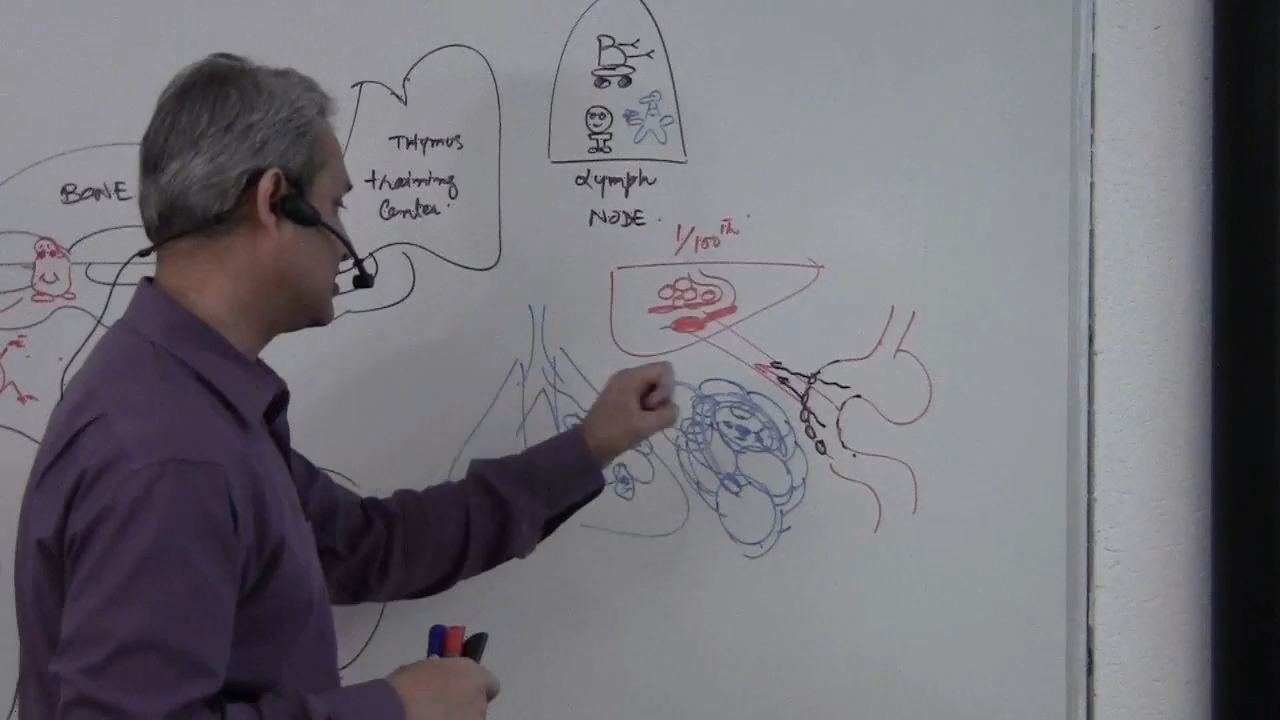 BONE
Thymus
training
Center.
B
Lymph
NODE.
1/100th